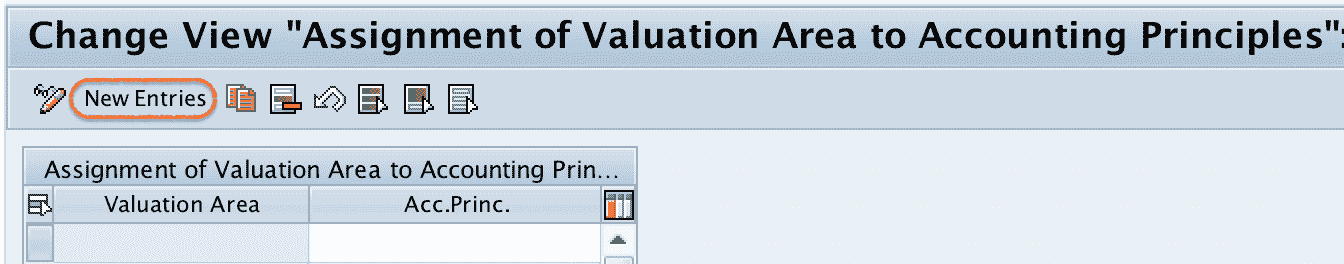 Change View "Assignment of Valuation Area to Accounting Principles":
New Entries
Assignment of Valuation Area to Accounting Prin...
Valuation Area Acc.Princ.